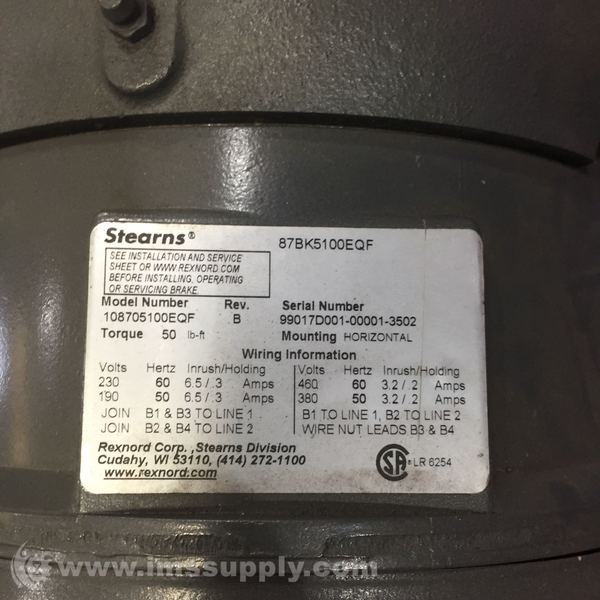 Stearns® 87BK5100EQF
SEE INSTALLATION AND SERVICE
SHEET OR WWW.REXNORD.COM
BEFORE INSTALLING, OPERATING
OR SERVICING BRAKE.
Model Number Rev. Serial Number
108705100EQF B 99017D001-00001-3502
Torque 50 lb-ft Mounting HORIZONTAL
Wiring Information
Volts Hertz Inrush/Holding Volts Hertz Inrush/Holding
230 60 6.5/.3 Amps 460 60 3.2/.2 Amps
190 50 6.5/.3 Amps 380 50 3.2/.2 Amps
JOIN B1 & B3 TO LINE 1 B1 TO LINE 1, B2 TO LINE 2
JOIN B2 & B4 TO LINE 2 WIRE NUT LEADS B3 & B4
Rexnord Corp. ,Stearns Division
Cudahy, WI 53110, (414) 272-1100
www.rexnord.com
SA ® LR 6254
© www.imssupply.com/